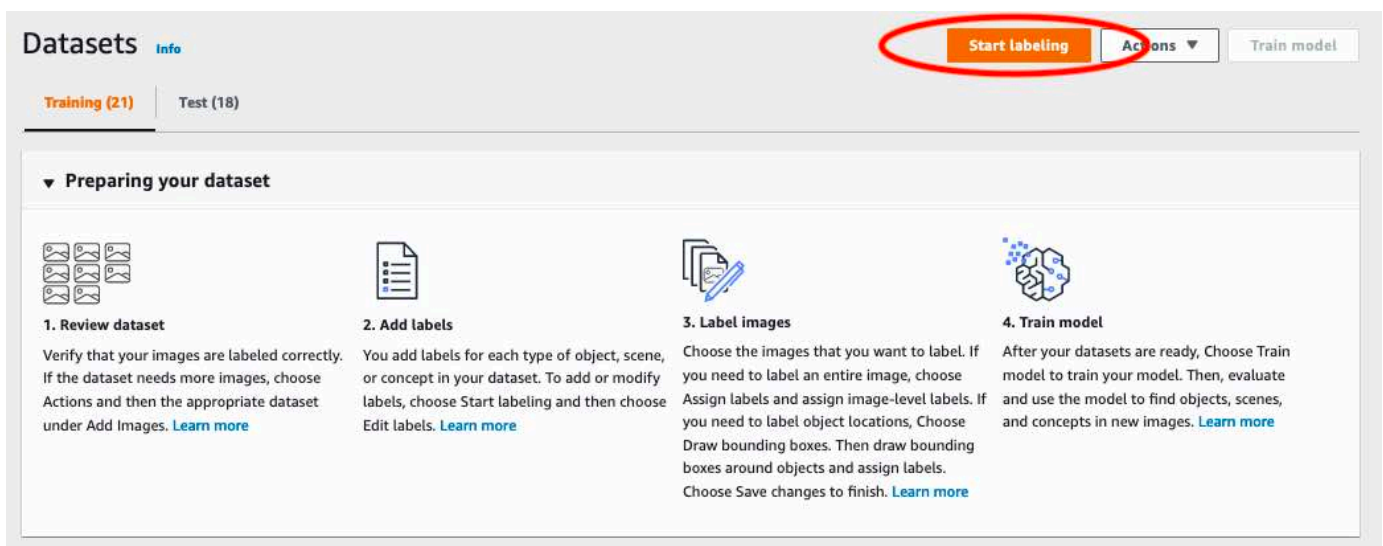 Datasets Info
Start labeling
Actions ▼
Train model
Training (21)
Test (18)
▼ Preparing your dataset
1. Review dataset
Verify that your images are labeled correctly.
If the dataset needs more images, choose
Actions and then the appropriate dataset
under Add Images. Learn more
2. Add labels
You add labels for each type of object, scene,
or concept in your dataset. To add or modify
labels, choose Start labeling and then choose
Edit labels. Learn more
3. Label images
Choose the images that you want to label. If
you need to label an entire image, choose
Assign labels and assign image-level labels. If
you need to label object locations, Choose
Draw bounding boxes. Then draw bounding
boxes around objects and assign labels.
Choose Save changes to finish. Learn more
4. Train model
After your datasets are ready, Choose Train
model to train your model. Then, evaluate
and use the model to find objects, scenes,
and concepts in new images. Learn more